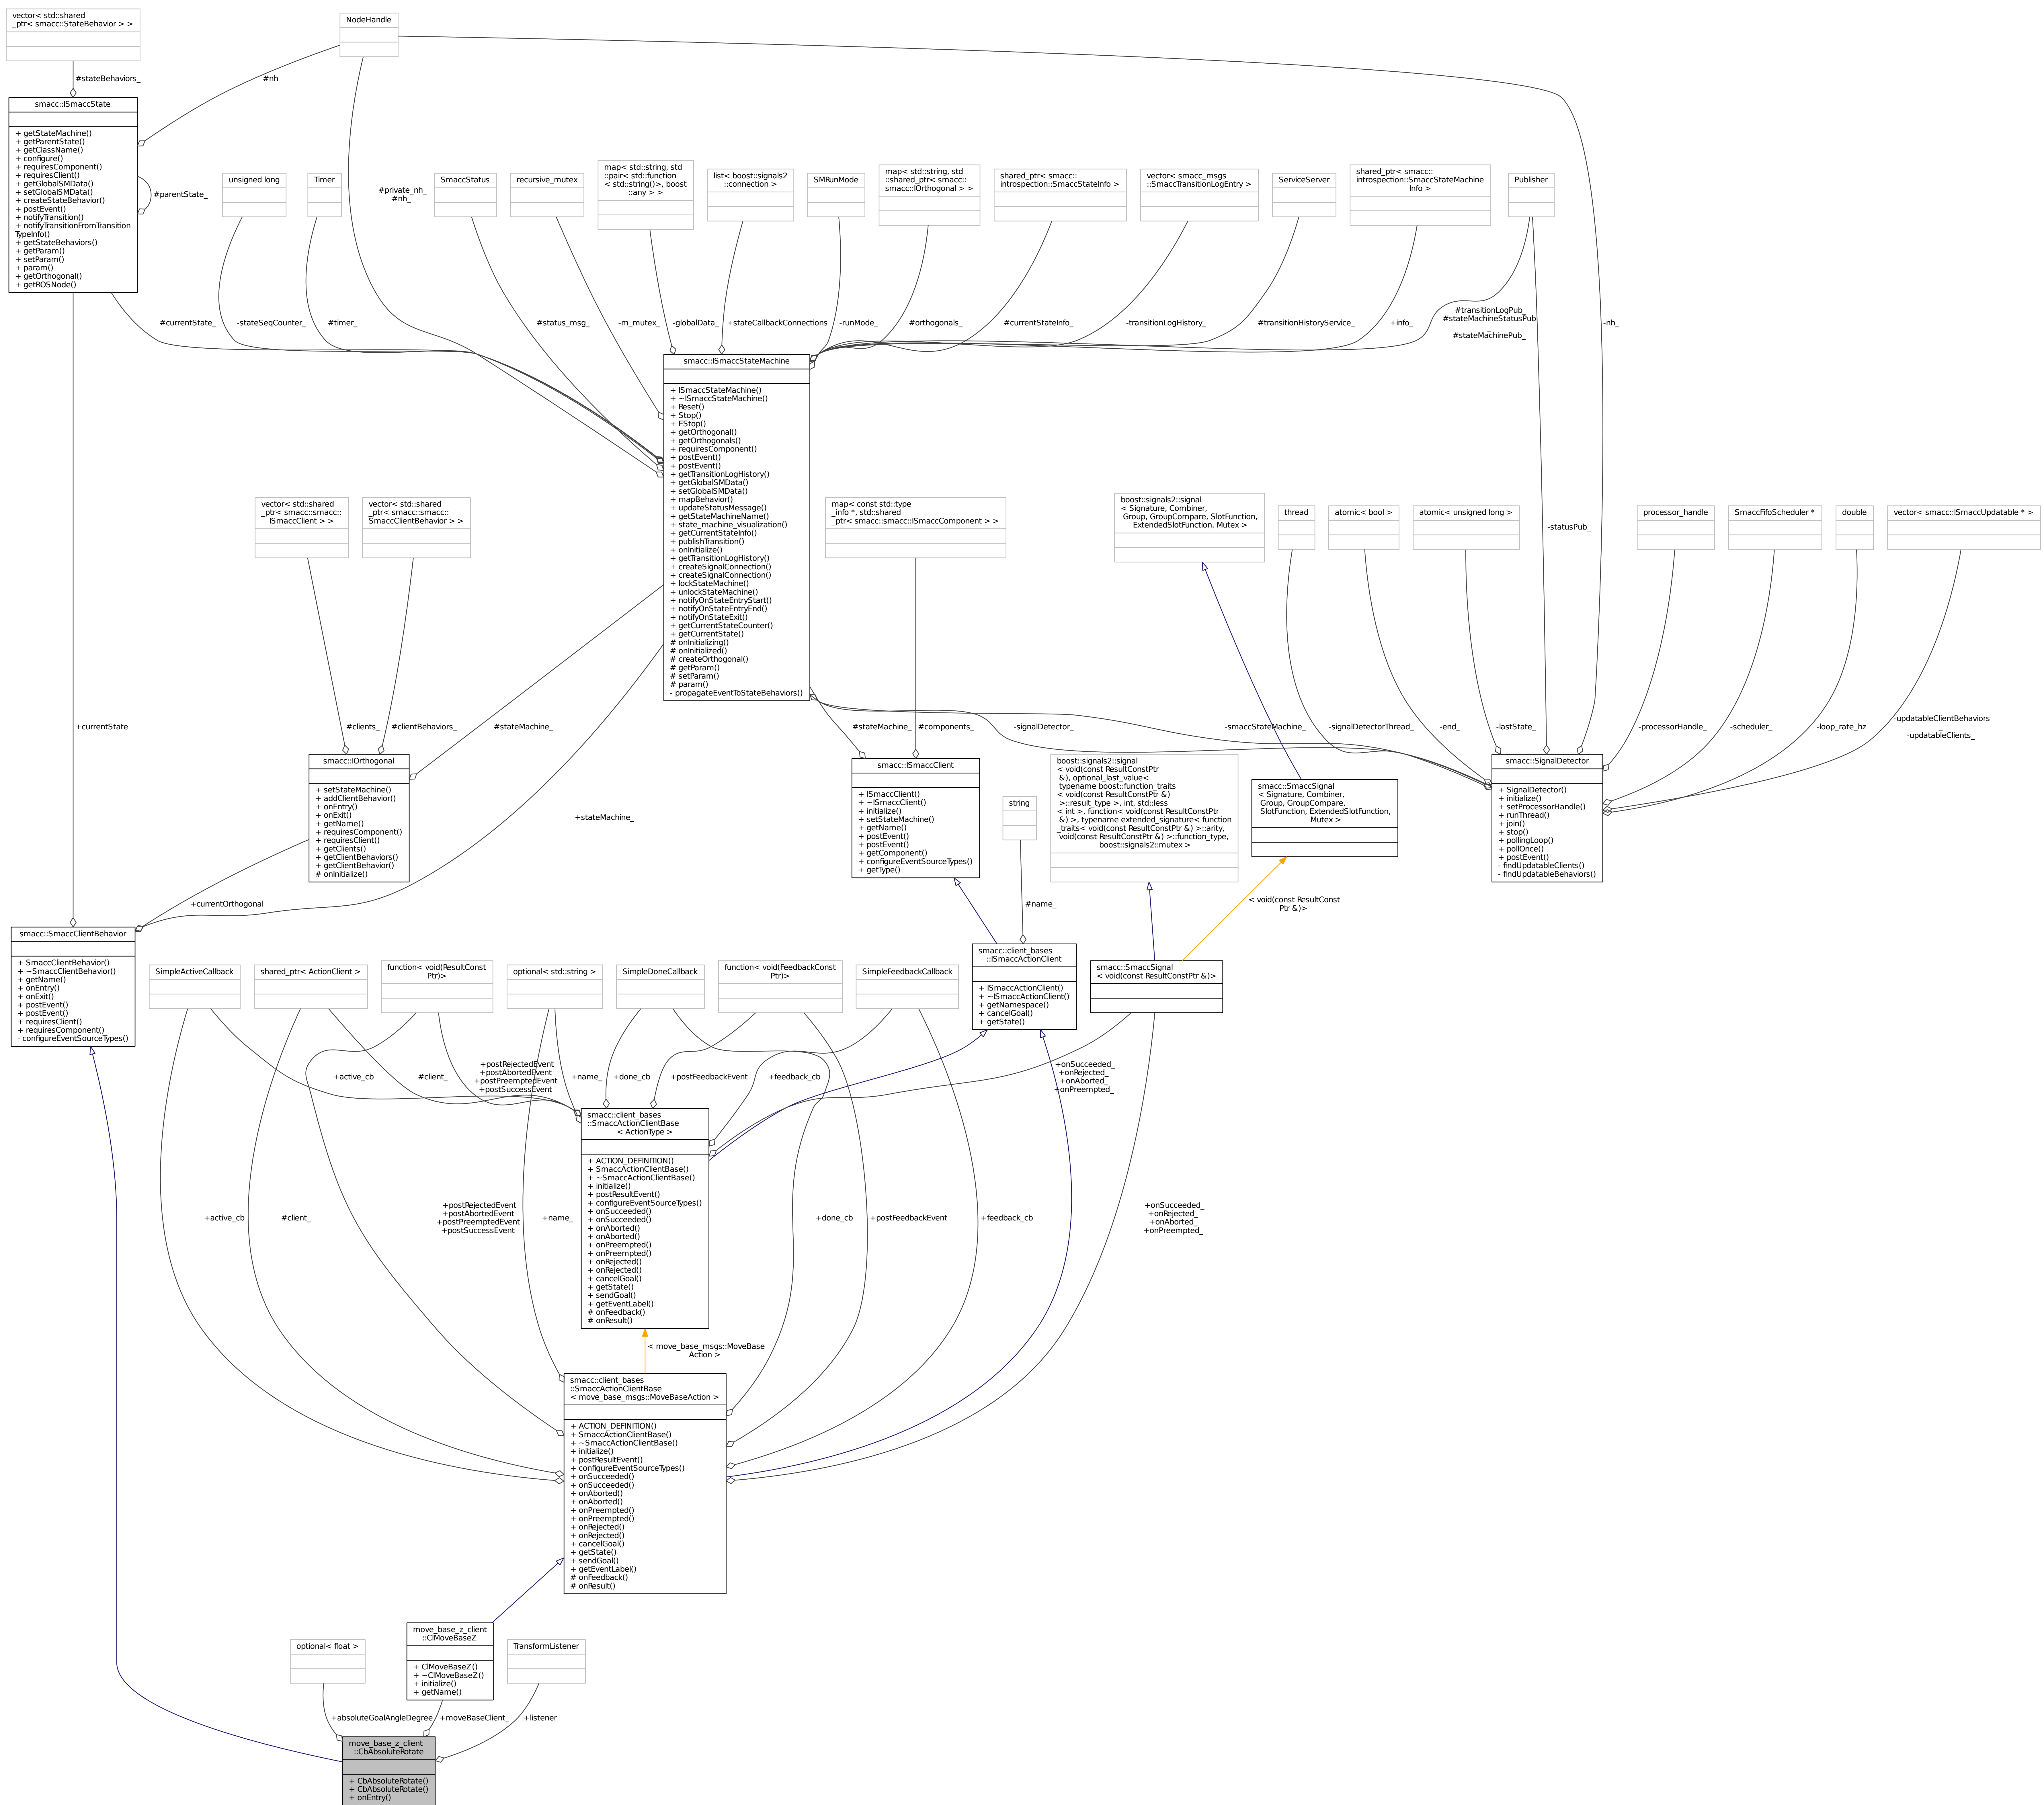 vector< std::shared
_ptr< smacc::StateBehavior > >
NodeHandle
#stateBehaviors_
#nh
smacc::ISmaccState
+ getStateMachine()
+ getParentState()
+ getClassName()
+ configure()
+ requiresComponent()
+ requiresClient()
+ getGlobalSMData()
+ setGlobalSMData()
+ createStateBehavior()
+ postEvent()
+ notifyTransition()
+ notifyTransitionFromTransition
TypeInfo()
+ getStateBehaviors()
+ getParam()
+ setParam()
+ param()
+ getOrthogonal()
+ getROSNode()
#parentState_
unsigned long
Timer
#private_nh_
#nh_
SmaccStatus
recursive_mutex
map< std::string, std
::pair< std::function
< std::string()>, boost
::any > >
list< boost::signals2
::connection >
SMRunMode
map< std::string, std
::shared_ptr< smacc::
smacc::IOrthogonal > >
shared_ptr< smacc::
introspection::SmaccStateInfo >
vector< smacc_msgs
::SmaccTransitionLogEntry >
ServiceServer
shared_ptr< smacc::
introspection::SmaccStateMachine
Info >
Publisher
#currentState_
-stateSeqCounter_
#timer_
#status_msg_
-m_mutex_
-globalData_
+stateCallbackConnections
-runMode_
#orthogonals_
#currentStateInfo_
-transitionLogHistory_
#transitionHistoryService_
+info_
#transitionLogPub_
#stateMachineStatusPub
_
#stateMachinePub_
-nh_
smacc::ISmaccStateMachine
+ ISmaccStateMachine()
+ ~ISmaccStateMachine()
+ Reset()
+ Stop()
+ EStop()
+ getOrthogonal()
+ getOrthogonals()
+ requiresComponent()
+ postEvent()
+ postEvent()
+ getTransitionLogHistory()
+ getGlobalSMData()
+ setGlobalSMData()
+ mapBehavior()
+ updateStatusMessage()
+ getStateMachineName()
+ state_machine_visualization()
+ getCurrentStateInfo()
+ publishTransition()
+ onInitialize()
+ getTransitionLogHistory()
+ createSignalConnection()
+ createSignalConnection()
+ lockStateMachine()
+ unlockStateMachine()
+ notifyOnStateEntryStart()
+ notifyOnStateEntryEnd()
+ notifyOnStateExit()
+ getCurrentStateCounter()
+ getCurrentState()
# onInitializing()
# onInitialized()
# createOrthogonal()
# getParam()
# setParam()
# param()
- propagateEventToStateBehaviors()
vector< std::shared
_ptr< smacc::smacc::
ISmaccClient > >
vector< std::shared
_ptr< smacc::smacc::
SmaccClientBehavior > >
map< const std::type
_info *, std::shared
_ptr< smacc::smacc::ISmaccComponent > >
boost::signals2::signal
< Signature, Combiner,
Group, GroupCompare, SlotFunction,
ExtendedSlotFunction, Mutex >
thread
atomic< bool >
atomic< unsigned long >
-statusPub_
processor_handle
SmaccFifoScheduler *
double
vector< smacc::ISmaccUpdatable * >
+currentState
#clients_
#clientBehaviors_
#stateMachine_
#stateMachine_
#components_
-signalDetector_
-smaccStateMachine_
-signalDetectorThread_
-end_
-lastState_
-processorHandle_
-scheduler_
-loop_rate_hz
-updatableClientBehaviors
_
-updatableClients_
smacc::IOrthogonal
+ setStateMachine()
+ addClientBehavior()
+ onEntry()
+ onExit()
+ getName()
+ requiresComponent()
+ requiresClient()
+ getClients()
+ getClientBehaviors()
+ getClientBehavior()
# onInitialize()
+stateMachine_
smacc::ISmaccClient
+ ISmaccClient()
+ ~ISmaccClient()
+ initialize()
+ setStateMachine()
+ getName()
+ postEvent()
+ postEvent()
+ getComponent()
+ configureEventSourceTypes()
+ getType()
string
boost::signals2::signal
< void(const ResultConstPtr
&), optional_last_value<
typename boost::function_traits
< void(const ResultConstPtr &)
>::result_type >, int, std::less
< int >, function< void(const ResultConstPtr
&) >, typename extended_signature< function
_traits< void(const ResultConstPtr &) >::arity,
void(const ResultConstPtr &) >::function_type,
boost::signals2::mutex >
smacc::SmaccSignal
< Signature, Combiner,
Group, GroupCompare,
SlotFunction, ExtendedSlotFunction,
Mutex >
smacc::SignalDetector
+ SignalDetector()
+ initialize()
+ setProcessorHandle()
+ runThread()
+ join()
+ stop()
+ pollingLoop()
+ pollOnce()
+ postEvent()
- findUpdatableClients()
- findUpdatableBehaviors()
+currentOrthogonal
#name_
< void(const ResultConst
Ptr &)>
smacc::SmaccClientBehavior
+ SmaccClientBehavior()
+ ~SmaccClientBehavior()
+ getName()
+ onEntry()
+ onExit()
+ postEvent()
+ postEvent()
+ requiresClient()
+ requiresComponent()
- configureEventSourceTypes()
SimpleActiveCallback
shared_ptr< ActionClient >
function< void(ResultConst
Ptr)>
optional< std::string >
SimpleDoneCallback
function< void(FeedbackConst
Ptr)>
SimpleFeedbackCallback
smacc::client_bases
::ISmaccActionClient
+ ISmaccActionClient()
+ ~ISmaccActionClient()
+ getNamespace()
+ cancelGoal()
+ getState()
smacc::SmaccSignal
< void(const ResultConstPtr &)>
+active_cb
#client_
+postRejectedEvent
+postAbortedEvent
+postPreemptedEvent
+postSuccessEvent
+name_
+done_cb
+postFeedbackEvent
+feedback_cb
+onSucceeded_
+onRejected_
+onAborted_
+onPreempted_
smacc::client_bases
::SmaccActionClientBase
< ActionType >
+ ACTION_DEFINITION()
+ SmaccActionClientBase()
+ ~SmaccActionClientBase()
+ initialize()
+ postResultEvent()
+ configureEventSourceTypes()
+ onSucceeded()
+ onSucceeded()
+ onAborted()
+ onAborted()
+ onPreempted()
+ onPreempted()
+ onRejected()
+ onRejected()
+ cancelGoal()
+ getState()
+ sendGoal()
+ getEventLabel()
# onFeedback()
# onResult()
+active_cb
#client_
+postRejectedEvent
+postAbortedEvent
+postPreemptedEvent
+postSuccessEvent
+name_
+done_cb
+postFeedbackEvent
+feedback_cb
+onSucceeded_
+onRejected_
+onAborted_
+onPreempted_
< move_base_msgs::MoveBase
Action >
smacc::client_bases
::SmaccActionClientBase
< move_base_msgs::MoveBaseAction >
+ ACTION_DEFINITION()
+ SmaccActionClientBase()
+ ~SmaccActionClientBase()
+ initialize()
+ postResultEvent()
+ configureEventSourceTypes()
+ onSucceeded()
+ onSucceeded()
+ onAborted()
+ onAborted()
+ onPreempted()
+ onPreempted()
+ onRejected()
+ onRejected()
+ cancelGoal()
+ getState()
+ sendGoal()
+ getEventLabel()
# onFeedback()
# onResult()
optional< float >
move_base_z_client
::ClMoveBaseZ
+ ClMoveBaseZ()
+ ~ClMoveBaseZ()
+ initialize()
+ getName()
TransformListener
+absoluteGoalAngleDegree
+moveBaseClient_
+listener
move_base_z_client
::CbAbsoluteRotate
+ CbAbsoluteRotate()
+ CbAbsoluteRotate()
+ onEntry()